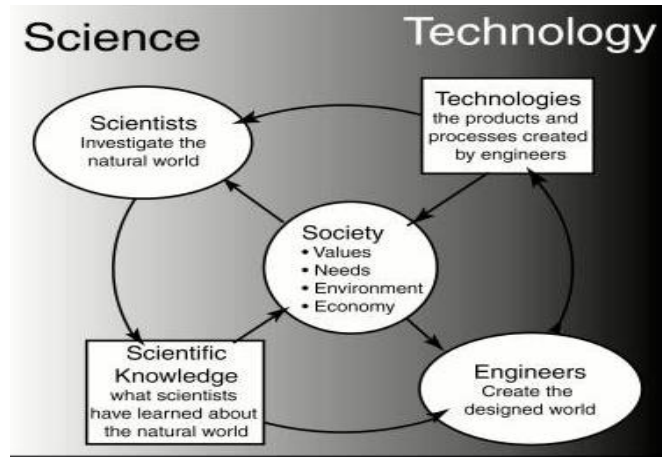 Science
Technology
Scientists
Investigate the
natural world
Technologies
the products and
processes created
by engineers
Society
• Values
• Needs
• Environment
• Economy
Scientific
Knowledge
what scientists
have learned about
the natural world
Engineers
Create the
designed world